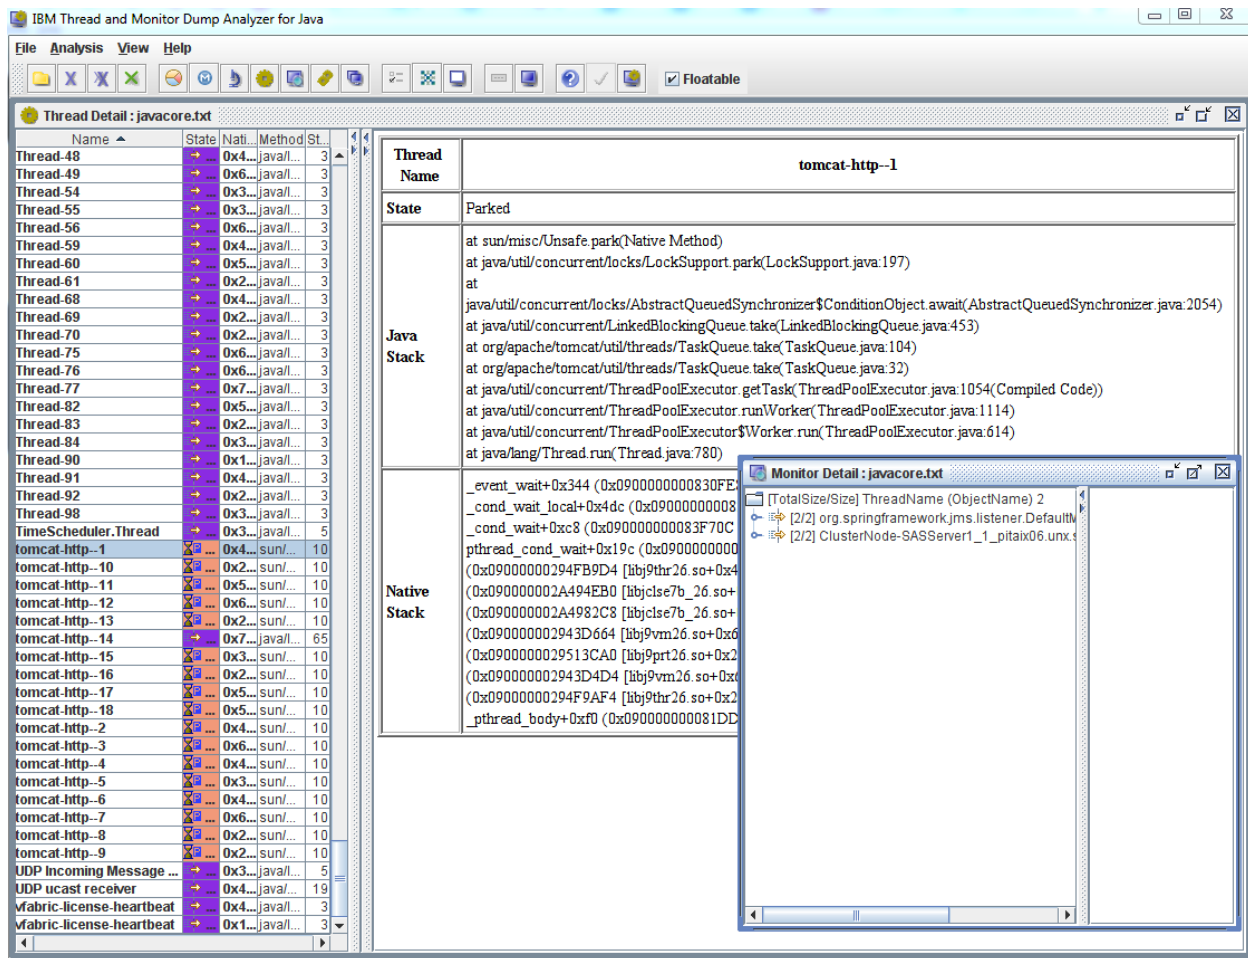 IBM Thread and Monitor Dump Analyzer for Java
File Analysis View Help
Floatable
Thread Detail : javacore.txt
Name State Nati... Method St...
Thread-48 ... 0x4... java/l... 3
Thread-49 ... 0x6... java/l... 3
Thread-54 ... 0x3... java/l... 3
Thread-55 ... 0x3... java/l... 3
Thread-56 ... 0x6... java/l... 3
Thread-59 ... 0x4... java/l... 3
Thread-60 ... 0x5... java/l... 3
Thread-61 ... 0x2... java/l... 3
Thread-68 ... 0x4... java/l... 3
Thread-69 ... 0x2... java/l... 3
Thread-70 ... 0x2... java/l... 3
Thread-75 ... 0x6... java/l... 3
Thread-76 ... 0x6... java/l... 3
Thread-77 ... 0x7... java/l... 3
Thread-82 ... 0x5... java/l... 3
Thread-83 ... 0x2... java/l... 3
Thread-84 ... 0x3... java/l... 3
Thread-90 ... 0x1... java/l... 3
Thread-91 ... 0x4... java/l... 3
Thread-92 ... 0x2... java/l... 3
Thread-98 ... 0x3... java/l... 3
TimeScheduler.Thread ... 0x3... java/l... 5
tomcat-http--1 P ... 0x4... sun/... 10
tomcat-http--10 P ... 0x2... sun/... 10
tomcat-http--11 P ... 0x5... sun/... 10
tomcat-http--12 P ... 0x6... sun/... 10
tomcat-http--13 P ... 0x2... sun/... 10
tomcat-http--14 ... 0x7... java/l... 65
tomcat-http--15 P ... 0x3... sun/... 10
tomcat-http--16 P ... 0x2... sun/... 10
tomcat-http--17 P ... 0x5... sun/... 10
tomcat-http--18 P ... 0x5... sun/... 10
tomcat-http--2 P ... 0x4... sun/... 10
tomcat-http--3 P ... 0x6... sun/... 10
tomcat-http--4 P ... 0x4... sun/... 10
tomcat-http--5 P ... 0x3... sun/... 10
tomcat-http--6 P ... 0x4... sun/... 10
tomcat-http--7 P ... 0x6... sun/... 10
tomcat-http--8 P ... 0x2... sun/... 10
tomcat-http--9 P ... 0x2... sun/... 10
UDP Incoming Message ... ... 0x3... java/l... 5
UDP ucast receiver ... 0x4... java/l... 19
vfabric-license-heartbeat ... 0x4... java/l... 3
vfabric-license-heartbeat ... 0x1... java/l... 3
Thread Name tomcat-http--1
State Parked
Java Stack
at sun/misc/Unsafe.park(Native Method)
at java/util/concurrent/locks/LockSupport.park(LockSupport.java:197)
at
java/util/concurrent/locks/AbstractQueuedSynchronizer$ConditionObject.await(AbstractQueuedSynchronizer.java:2054)
at java/util/concurrent/LinkedBlockingQueue.take(LinkedBlockingQueue.java:453)
at org/apache/tomcat/util/threads/TaskQueue.take(TaskQueue.java:104)
at org/apache/tomcat/util/threads/TaskQueue.take(TaskQueue.java:32)
at java/util/concurrent/ThreadPoolExecutor.getTask(ThreadPoolExecutor.java:1054(Compiled Code))
at java/util/concurrent/ThreadPoolExecutor.runWorker(ThreadPoolExecutor.java:1114)
at java/util/concurrent/ThreadPoolExecutor$Worker.run(ThreadPoolExecutor.java:614)
at java/lang/Thread.run(Thread.java:780)
Native Stack
_event_wait+0x344 (0x0900000000830FE
_cond_wait_local+0x4dc (0x09000000008
_cond_wait+0xc8 (0x090000000083F70C
pthread_cond_wait+0x19c (0x0900000000
(0x09000000294FB9D4 [libj9thr26.so+0x4
(0x090000002A494EB0 [libjclse7b_26.so+
(0x090000002A4982C8 [libjclse7b_26.so+
(0x090000002943D664 [libj9vm26.so+0x6
(0x0900000029513CA0 [libj9prt26.so+0x2
(0x090000002943D4D4 [libj9vm26.so+0x
(0x09000000294F9AF4 [libj9thr26.so+0x2
_pthread_body+0xf0 (0x090000000081DD
Monitor Detail : javacore.txt
[TotalSize/Size] ThreadName (ObjectName) 2
[2/2] org.springframework.jms.listener.DefaultM
[2/2] ClusterNode-SASServer1_1_pitaix06.unx.s